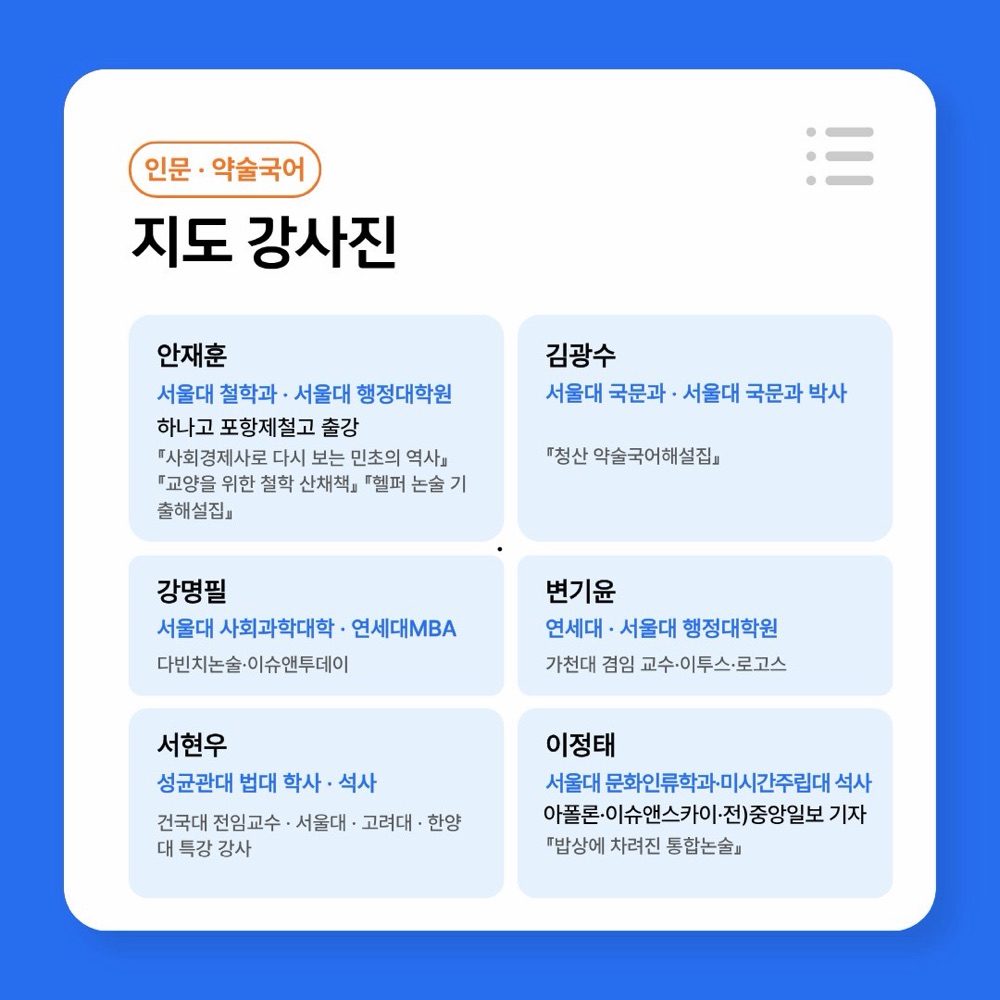 인문 · 약술국어
지도 강사진
안재훈
서울대 철학과 · 서울대 행정대학원
하나고 포항제철고 출강
『사회경제사로 다시 보는 민초의 역사』
『교양을 위한 철학 산채책』『헬퍼 논술 기
출해설집』
김광수
서울대 국문과 · 서울대 국문과 박사
『청산 약술국어해설집』
강명필
서울대 사회과학대학 · 연세대MBA
다빈치논술·이슈앤투데이
변기윤
연세대 · 서울대 행정대학원
가천대 겸임 교수·이투스·로고스
서현우
성균관대 법대 학사 · 석사
건국대 전임교수 · 서울대 · 고려대 · 한양
대 특강 강사
이정태
서울대 문화인류학과·미시간주립대 석사
아폴론·이슈앤스카이·전)중앙일보 기자
『밥상에 차려진 통합논술』